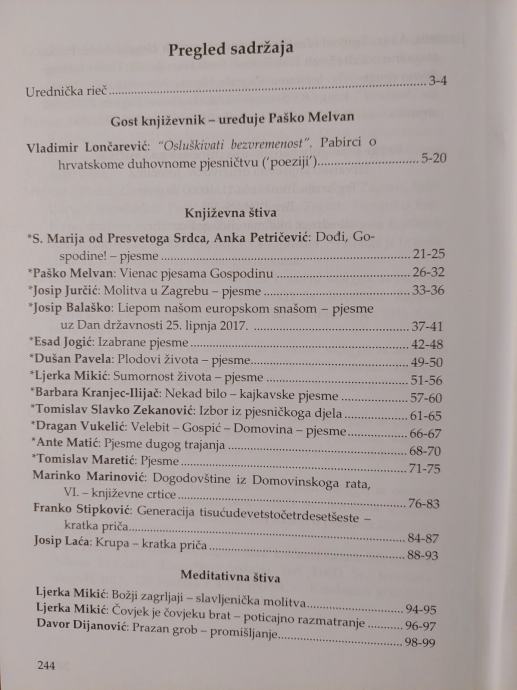 Pregled sadržaja
Urednička rieč 3-4
Gost književnik – uređuje Paško Melvan
Vladimir Lončarević: "Osluškivati bezvremenost". Pabirci o
hrvatskome duhovnome pjesničtvu ('poeziji') 5-20
Književna štiva
*S. Marija od Presvetoga Srdca, Anka Petričević: Dođi, Go-
spodine! – pjesme 21-25
*Paško Melvan: Vienac pjesama Gospodinu 26-32
*Josip Jurčić: Molitva u Zagrebu – pjesme 33-36
*Josip Balaško: Liepom našom europskom snašom – pjesme
uz Dan državnosti 25. lipnja 2017. 37-41
*Esad Jogić: Izabrane pjesme 42-48
*Dušan Pavela: Plodovi života – pjesme 49-50
*Ljerka Mikić: Sumornost života – pjesme 51-56
*Barbara Kranjec-Ilijač: Nekad bilo – kajkavske pjesme 57-60
*Tomislav Slavko Zekanović: Izbor iz pjesničkoga djela 61-65
*Dragan Vukelić: Velebit – Gospić – Domovina – pjesme 66-67
*Ante Matić: Pjesme dugog trajanja 68-70
*Tomislav Maretić: Pjesme 71-75
Marinko Marinović: Dogodovštine iz Domovinskoga rata,
VI. – književne crtice 76-83
Franko Stipković: Generacija tisućudevetstočetrdesetšeste –
kratka priča 84-87
Josip Laća: Krupa – kratka priča 88-93
Meditativna štiva
Ljerka Mikić: Božji zagrljaji – slavljenička molitva 94-95
Ljerka Mikić: Čovjek je čovjeku brat – poticajno razmatranje 96-97
Davor Dijanović: Prazan grob – promišljanje 98-99
244